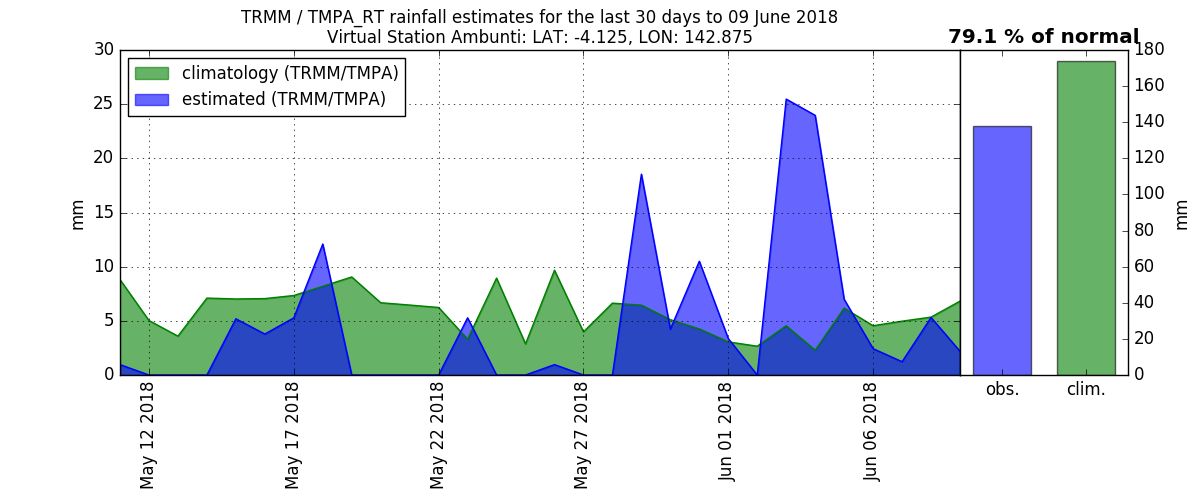 TRMM / TMPA_RT rainfall estimates for the last 30 days to 09 June 2018
Virtual Station Ambunti: LAT: -4.125, LON: 142.875
79.1 % of normal
climatology (TRMM/TMPA)
estimated (TRMM/TMPA)
mm
30
25
20
15
10
5
0
May 12 2018
May 17 2018
May 22 2018
May 27 2018
Jun 01 2018
Jun 06 2018
180
160
140
120
100
80
60
40
20
0
mm
obs.
clim.